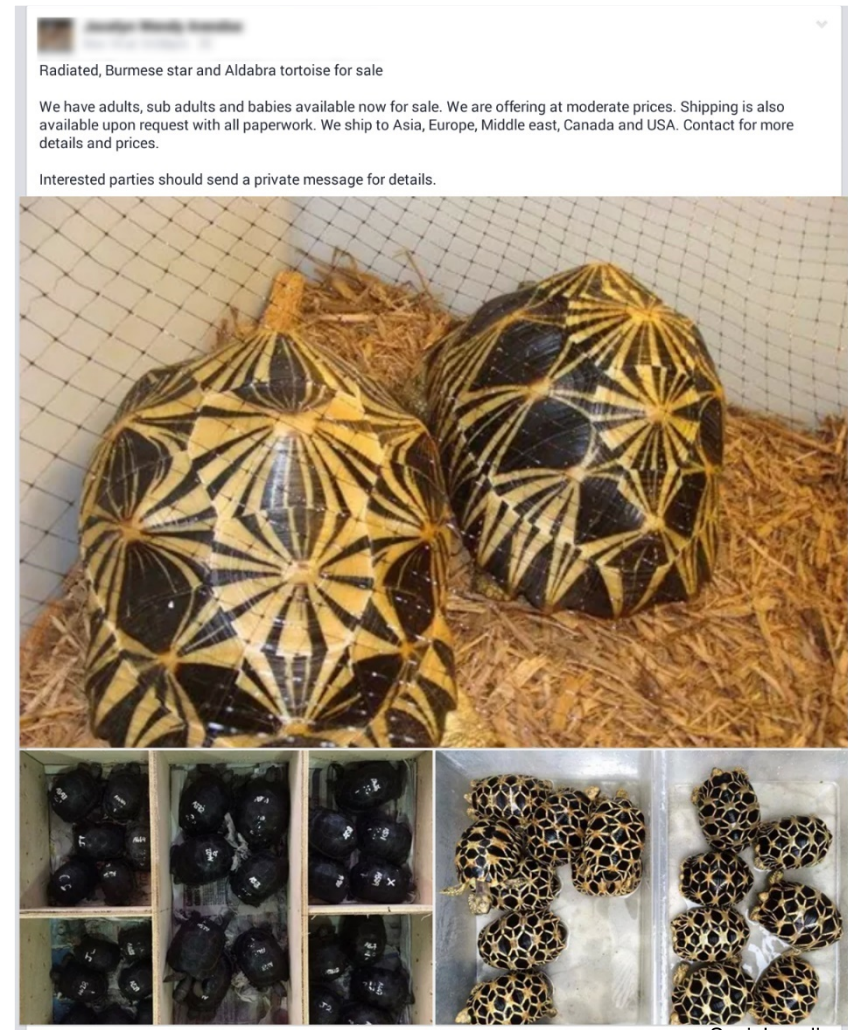 Radiated, Burmese star and Aldabra tortoise for sale
We have adults, sub adults and babies available now for sale. We are offering at moderate prices. Shipping is also
available upon request with all paperwork. We ship to Asia, Europe, Middle east, Canada and USA. Contact for more
details and prices.
Interested parties should send a private message for details.